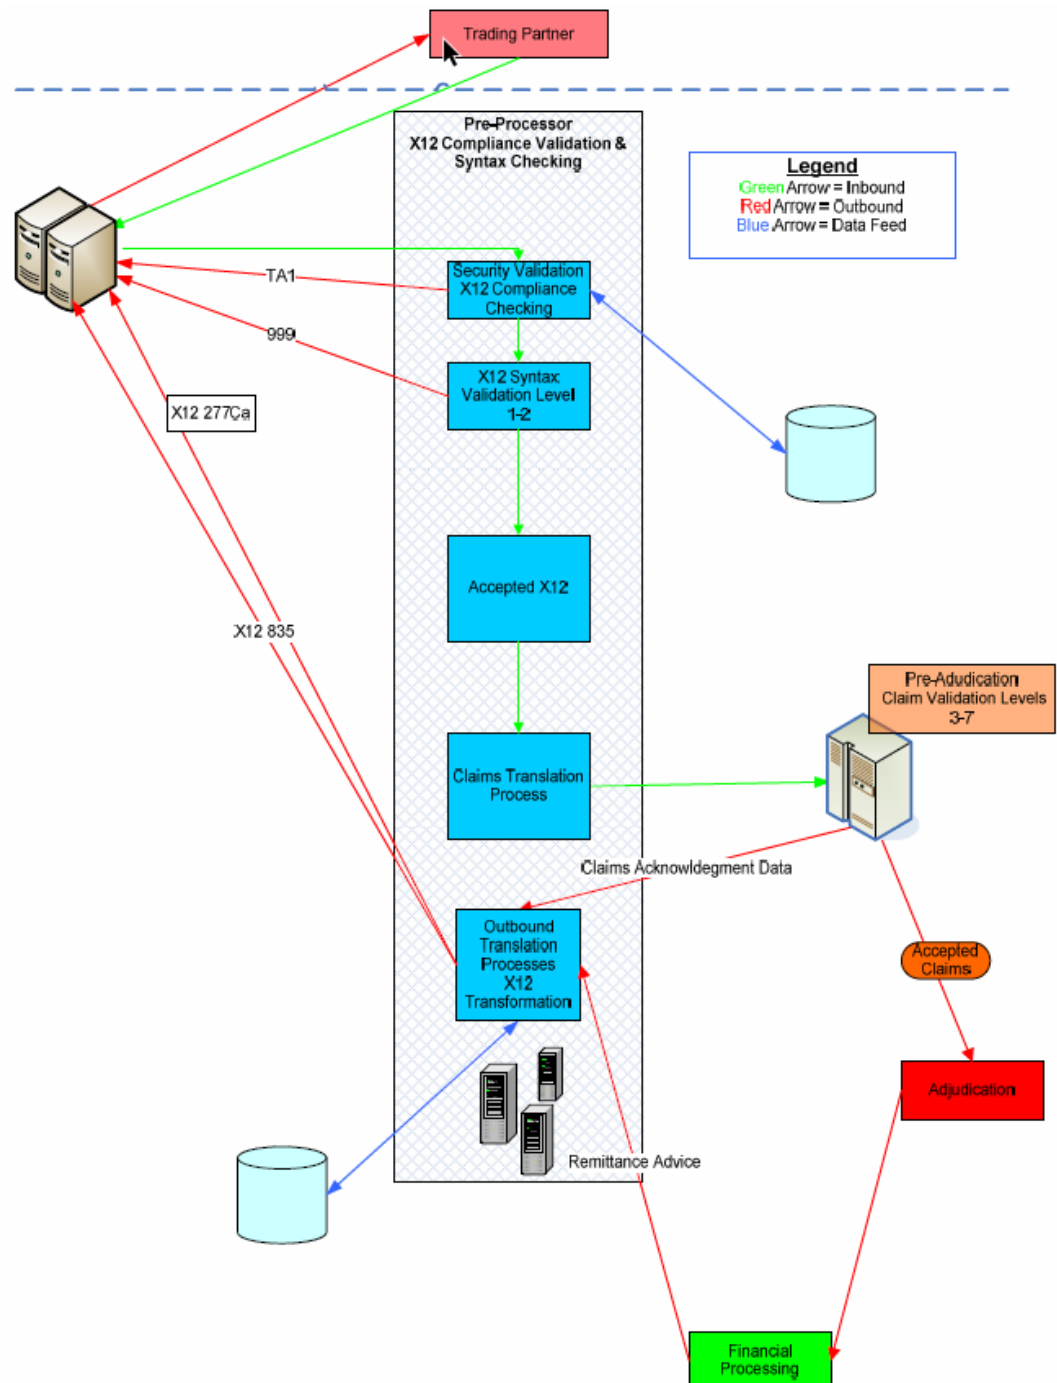 Trading Partner
Pre-Processor
X12 Compliance Validation &
Syntax Checking
Legend
Green Arrow = Inbound
Red Arrow = Outbound
Blue Arrow = Data Feed
Security Validation
X12 Compliance
Checking
TA1
999
X12 Syntax
Validation Level
1-2
X12 277Ca
Accepted X12
X12 835
Pre-Adudication
Claim Validation Levels
3-7
Claims Translation
Process
Claims Acknowldegment Data
Outbound
Translation
Processes
X12
Transformation
Accepted
Claims
Adjudication
Remittance Advice
Financial
Processing